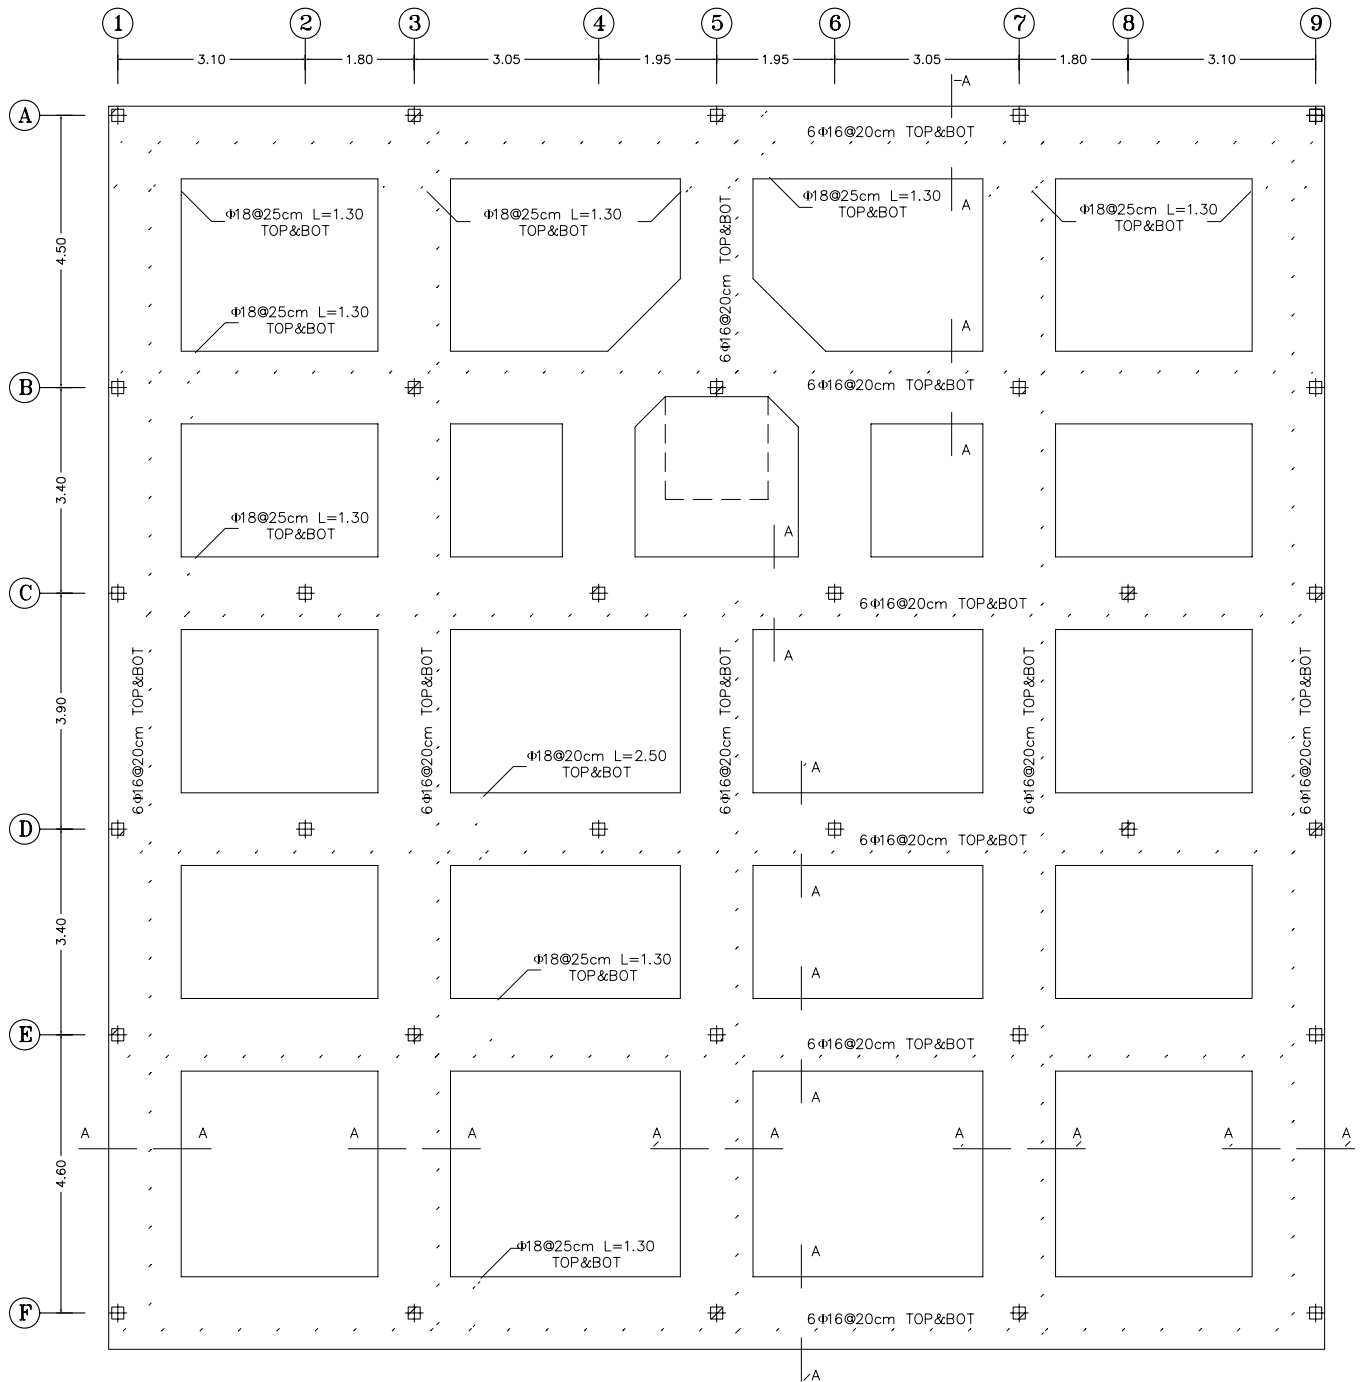 1 2 3 4 5 6 7 8 9
3.10 1.80 3.05 1.95 1.95 3.05 1.80 3.10
A
A
6Φ16@20cm TOP&BOT
Φ18@25cm L=1.30
TOP&BOT
Φ18@25cm L=1.30
TOP&BOT
Φ18@25cm L=1.30
TOP&BOT
A
Φ18@25cm L=1.30
TOP&BOT
4.50
6Φ16@20cm TOP&BOT
Φ18@25cm L=1.30
TOP&BOT
A
B
6Φ16@20cm TOP&BOT
A
3.40
Φ18@25cm L=1.30
TOP&BOT
A
C
6Φ16@20cm TOP&BOT
A
3.90
6Φ16@20cm TOP&BOT
6Φ16@20cm TOP&BOT
6Φ16@20cm TOP&BOT
6Φ16@20cm TOP&BOT
6Φ16@20cm TOP&BOT
Φ18@20cm L=2.50
TOP&BOT
A
D
6Φ16@20cm TOP&BOT
A
3.40
Φ18@25cm L=1.30
TOP&BOT
A
E
6Φ16@20cm TOP&BOT
A
A A A A A A A A A A
4.60
Φ18@25cm L=1.30
TOP&BOT
A
F
6Φ16@20cm TOP&BOT
A